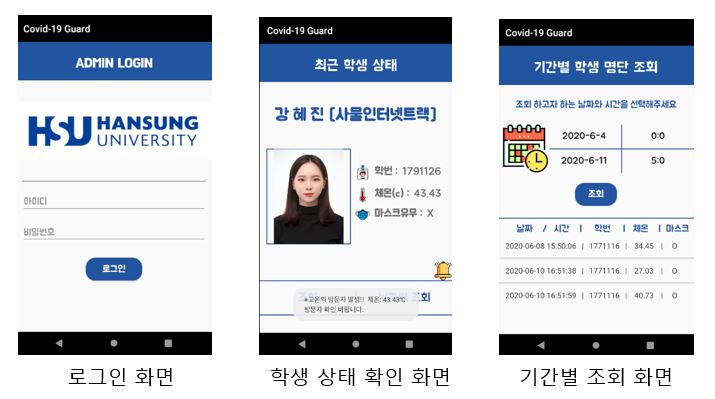 Covid-19 Guard
ADMIN LOGIN
HSU HANSUNG
UNIVERSITY
아이디
비밀번호
로그인
로그인 화면
Covid-19 Guard
최근 학생 상태
강 혜 진 [사물인터넷트랙]
학번 : 1791126
체온(c) : 43.43
마스크유무 : X
조회
※고온의 방문자 발생!! 체온: 43.43℃
방문자 확인 바랍니다.
학생 상태 확인 화면
Covid-19 Guard
기간별 학생 명단 조회
조회 하고자 하는 날짜와 시간을 선택해주세요
2020-6-4 0:0
2020-6-11 5:0
조회
날짜 / 시간 | 학번 | 체온 | 마스크
2020-06-08 15:50:06 | 1771116 | 34.45 | O
2020-06-10 16:51:38 | 1771116 | 27.03 | O
2020-06-10 16:51:59 | 1771116 | 40.73 | O
기간별 조회 화면